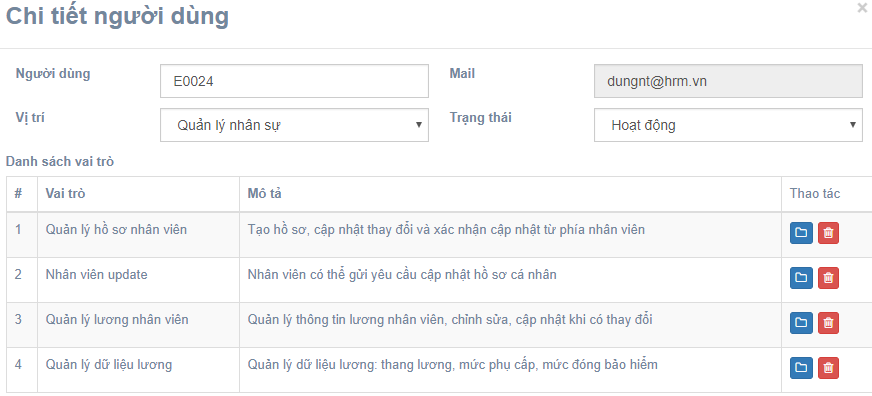 Chi tiết người dùng
×
Người dùng E0024 Mail dungnt@hrm.vn
Vị trí Quản lý nhân sự Trạng thái Hoạt động
Danh sách vai trò
# Vai trò Mô tả Thao tác
1 Quản lý hồ sơ nhân viên Tạo hồ sơ, cập nhật thay đổi và xác nhận cập nhật từ phía nhân viên
2 Nhân viên update Nhân viên có thể gửi yêu cầu cập nhật hồ sơ cá nhân
3 Quản lý lương nhân viên Quản lý thông tin lương nhân viên, chỉnh sửa, cập nhật khi có thay đổi
4 Quản lý dữ liệu lương Quản lý dữ liệu lương: thang lương, mức phụ cấp, mức đóng bảo hiểm